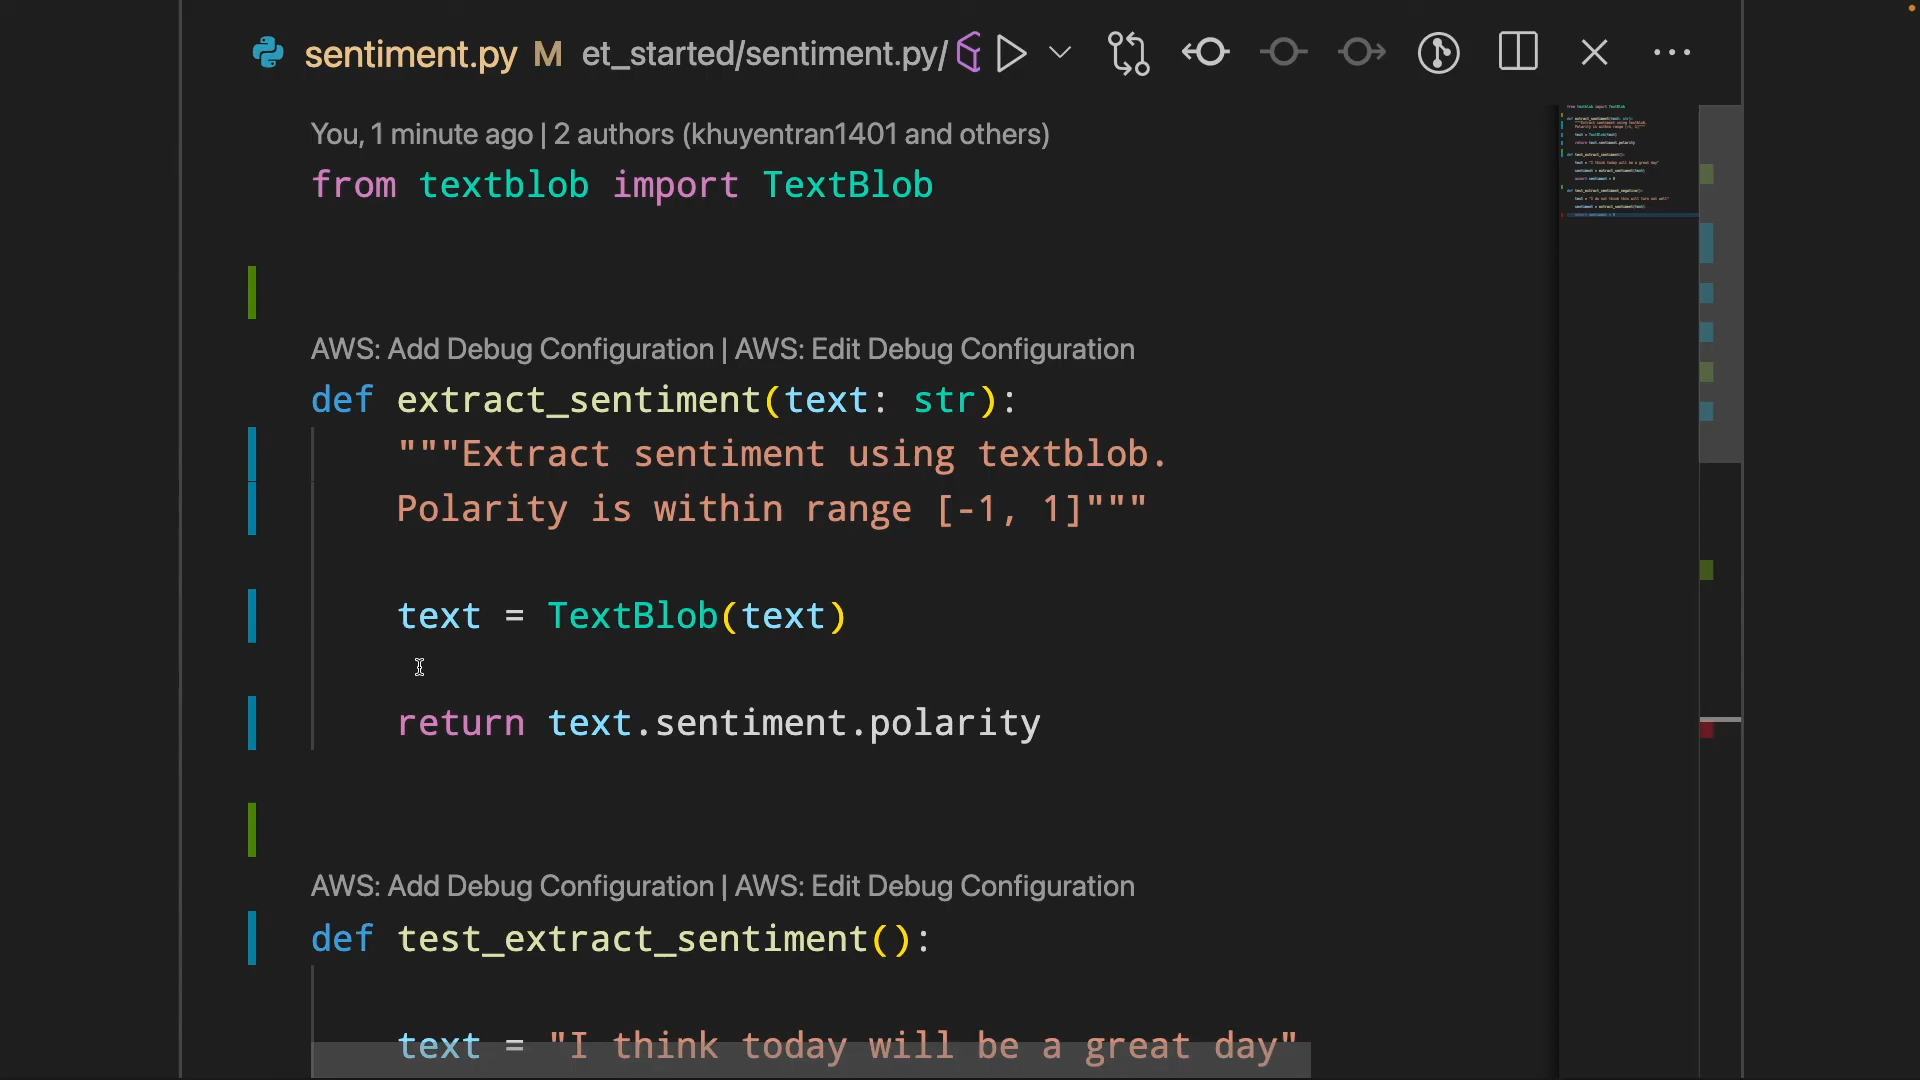 sentiment.py M et_started/sentiment.py/
You, 1 minute ago | 2 authors (khuyentran1401 and others)
from textblob import TextBlob
AWS: Add Debug Configuration | AWS: Edit Debug Configuration
def extract_sentiment(text: str):
"""Extract sentiment using textblob.
Polarity is within range [-1, 1]"""
text = TextBlob(text)
return text.sentiment.polarity
AWS: Add Debug Configuration | AWS: Edit Debug Configuration
def test_extract_sentiment():
text = "I think today will be a great day"